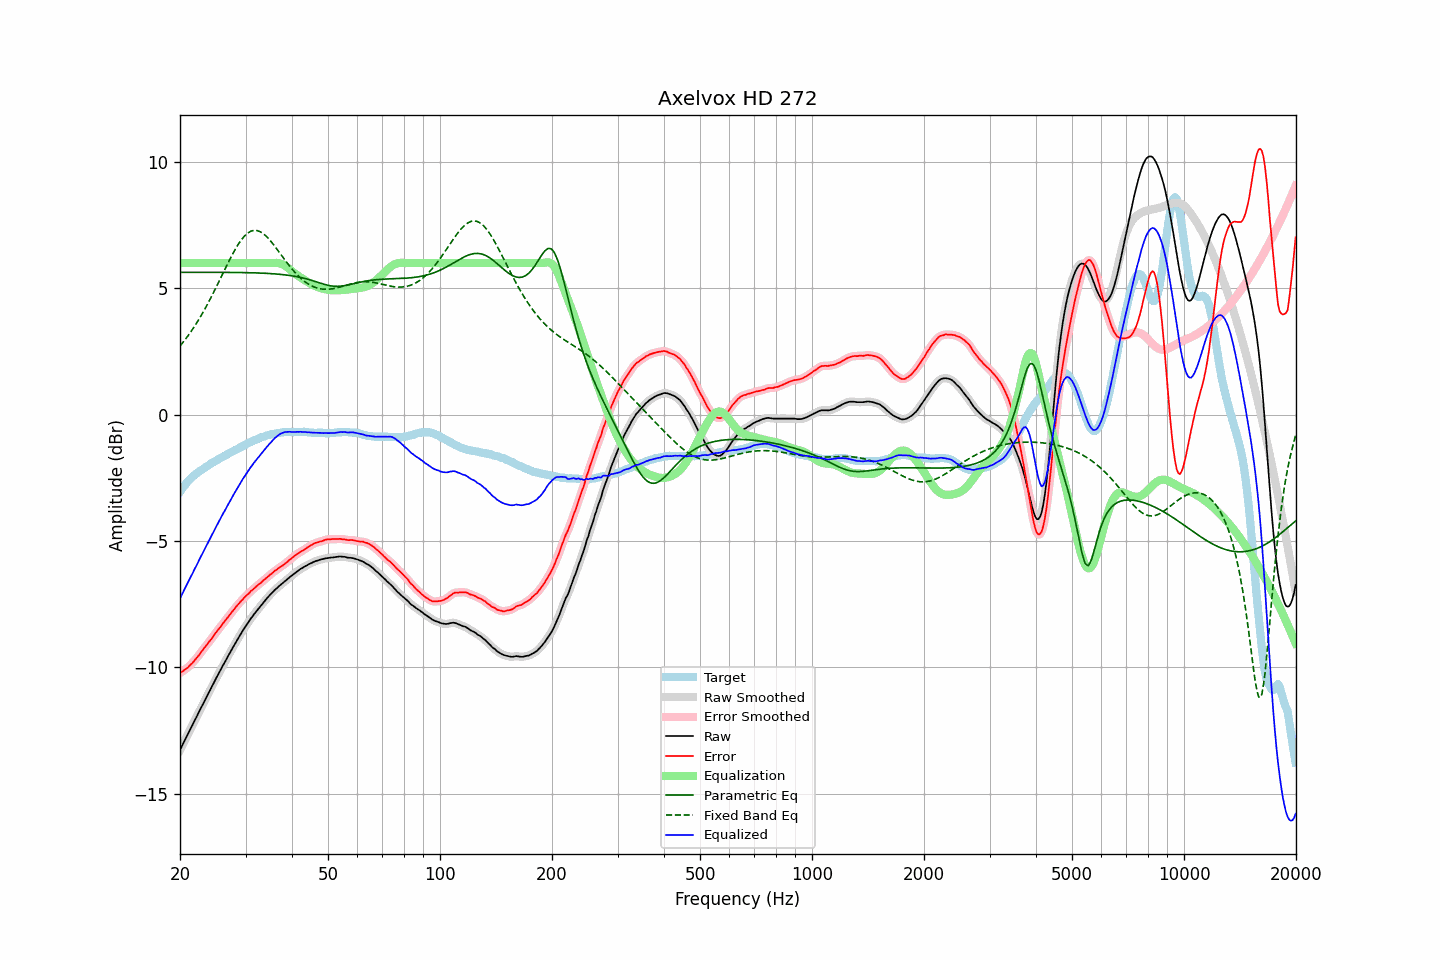 Axelvox HD 272
Amplitude (dBr)
10
5
0
−5
−10
−15
20 50 100 200 500 1000 2000 5000 10000 20000
Frequency (Hz)
Target
Raw Smoothed
Error Smoothed
Raw
Error
Equalization
Parametric Eq
Fixed Band Eq
Equalized